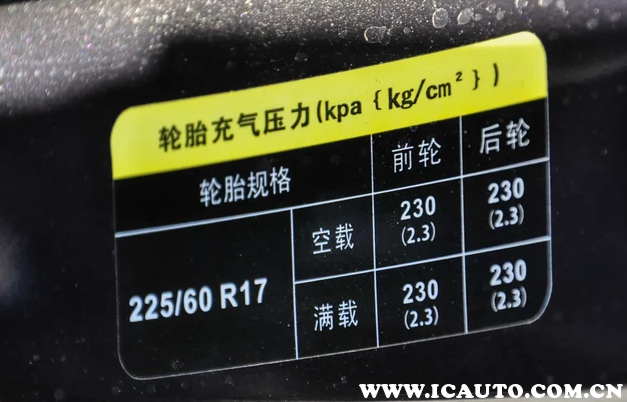 轮胎充气压力(kpa{kg/cm²})
轮胎规格 前轮 后轮
225/60 R17 空载 230 (2.3) 230 (2.3)
满载 230 (2.3) 230 (2.3)
WWW.ICAUTO.COM.CN